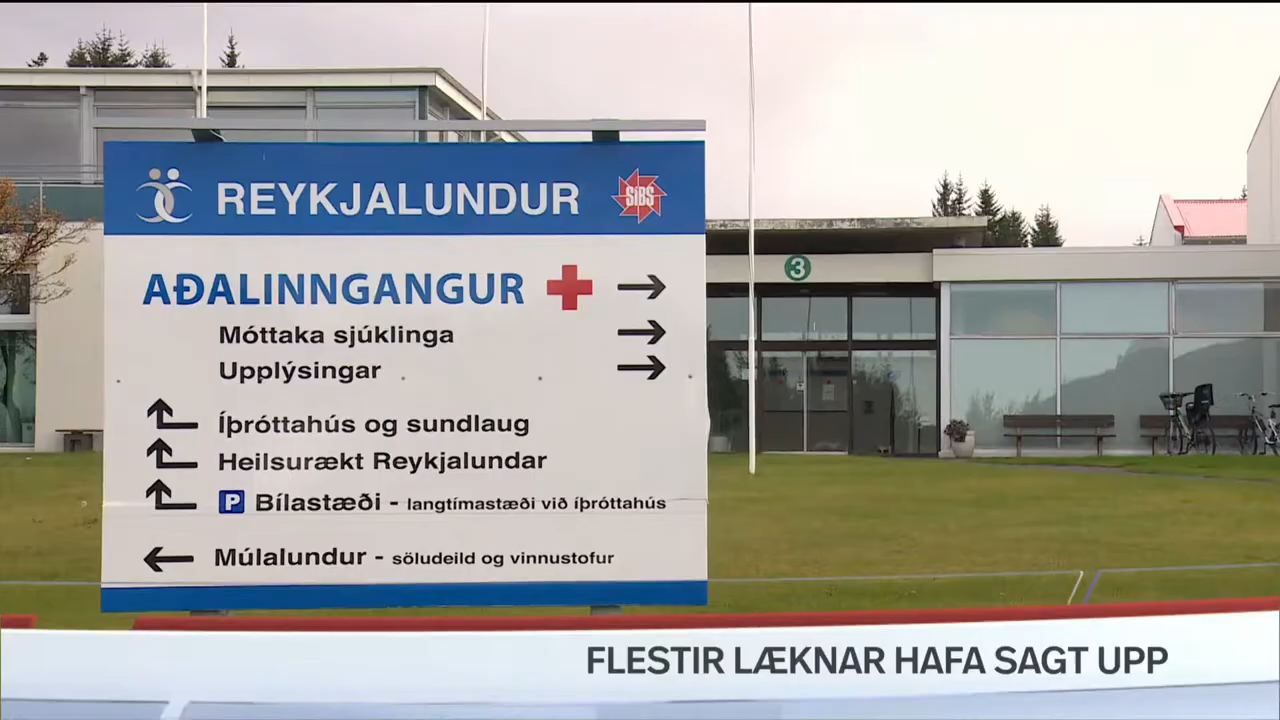 REYKJALUNDUR
SÍBS
AÐALINNGANGUR
Móttaka sjúklinga
Upplýsingar
Íþróttahús og sundlaug
Heilsurækt Reykjalundar
P Bílastæði - langtímastæði við íþróttahús
Múlalundur - söludeild og vinnustofur
3
FLESTIR LÆKNAR HAFA SAGT UPP